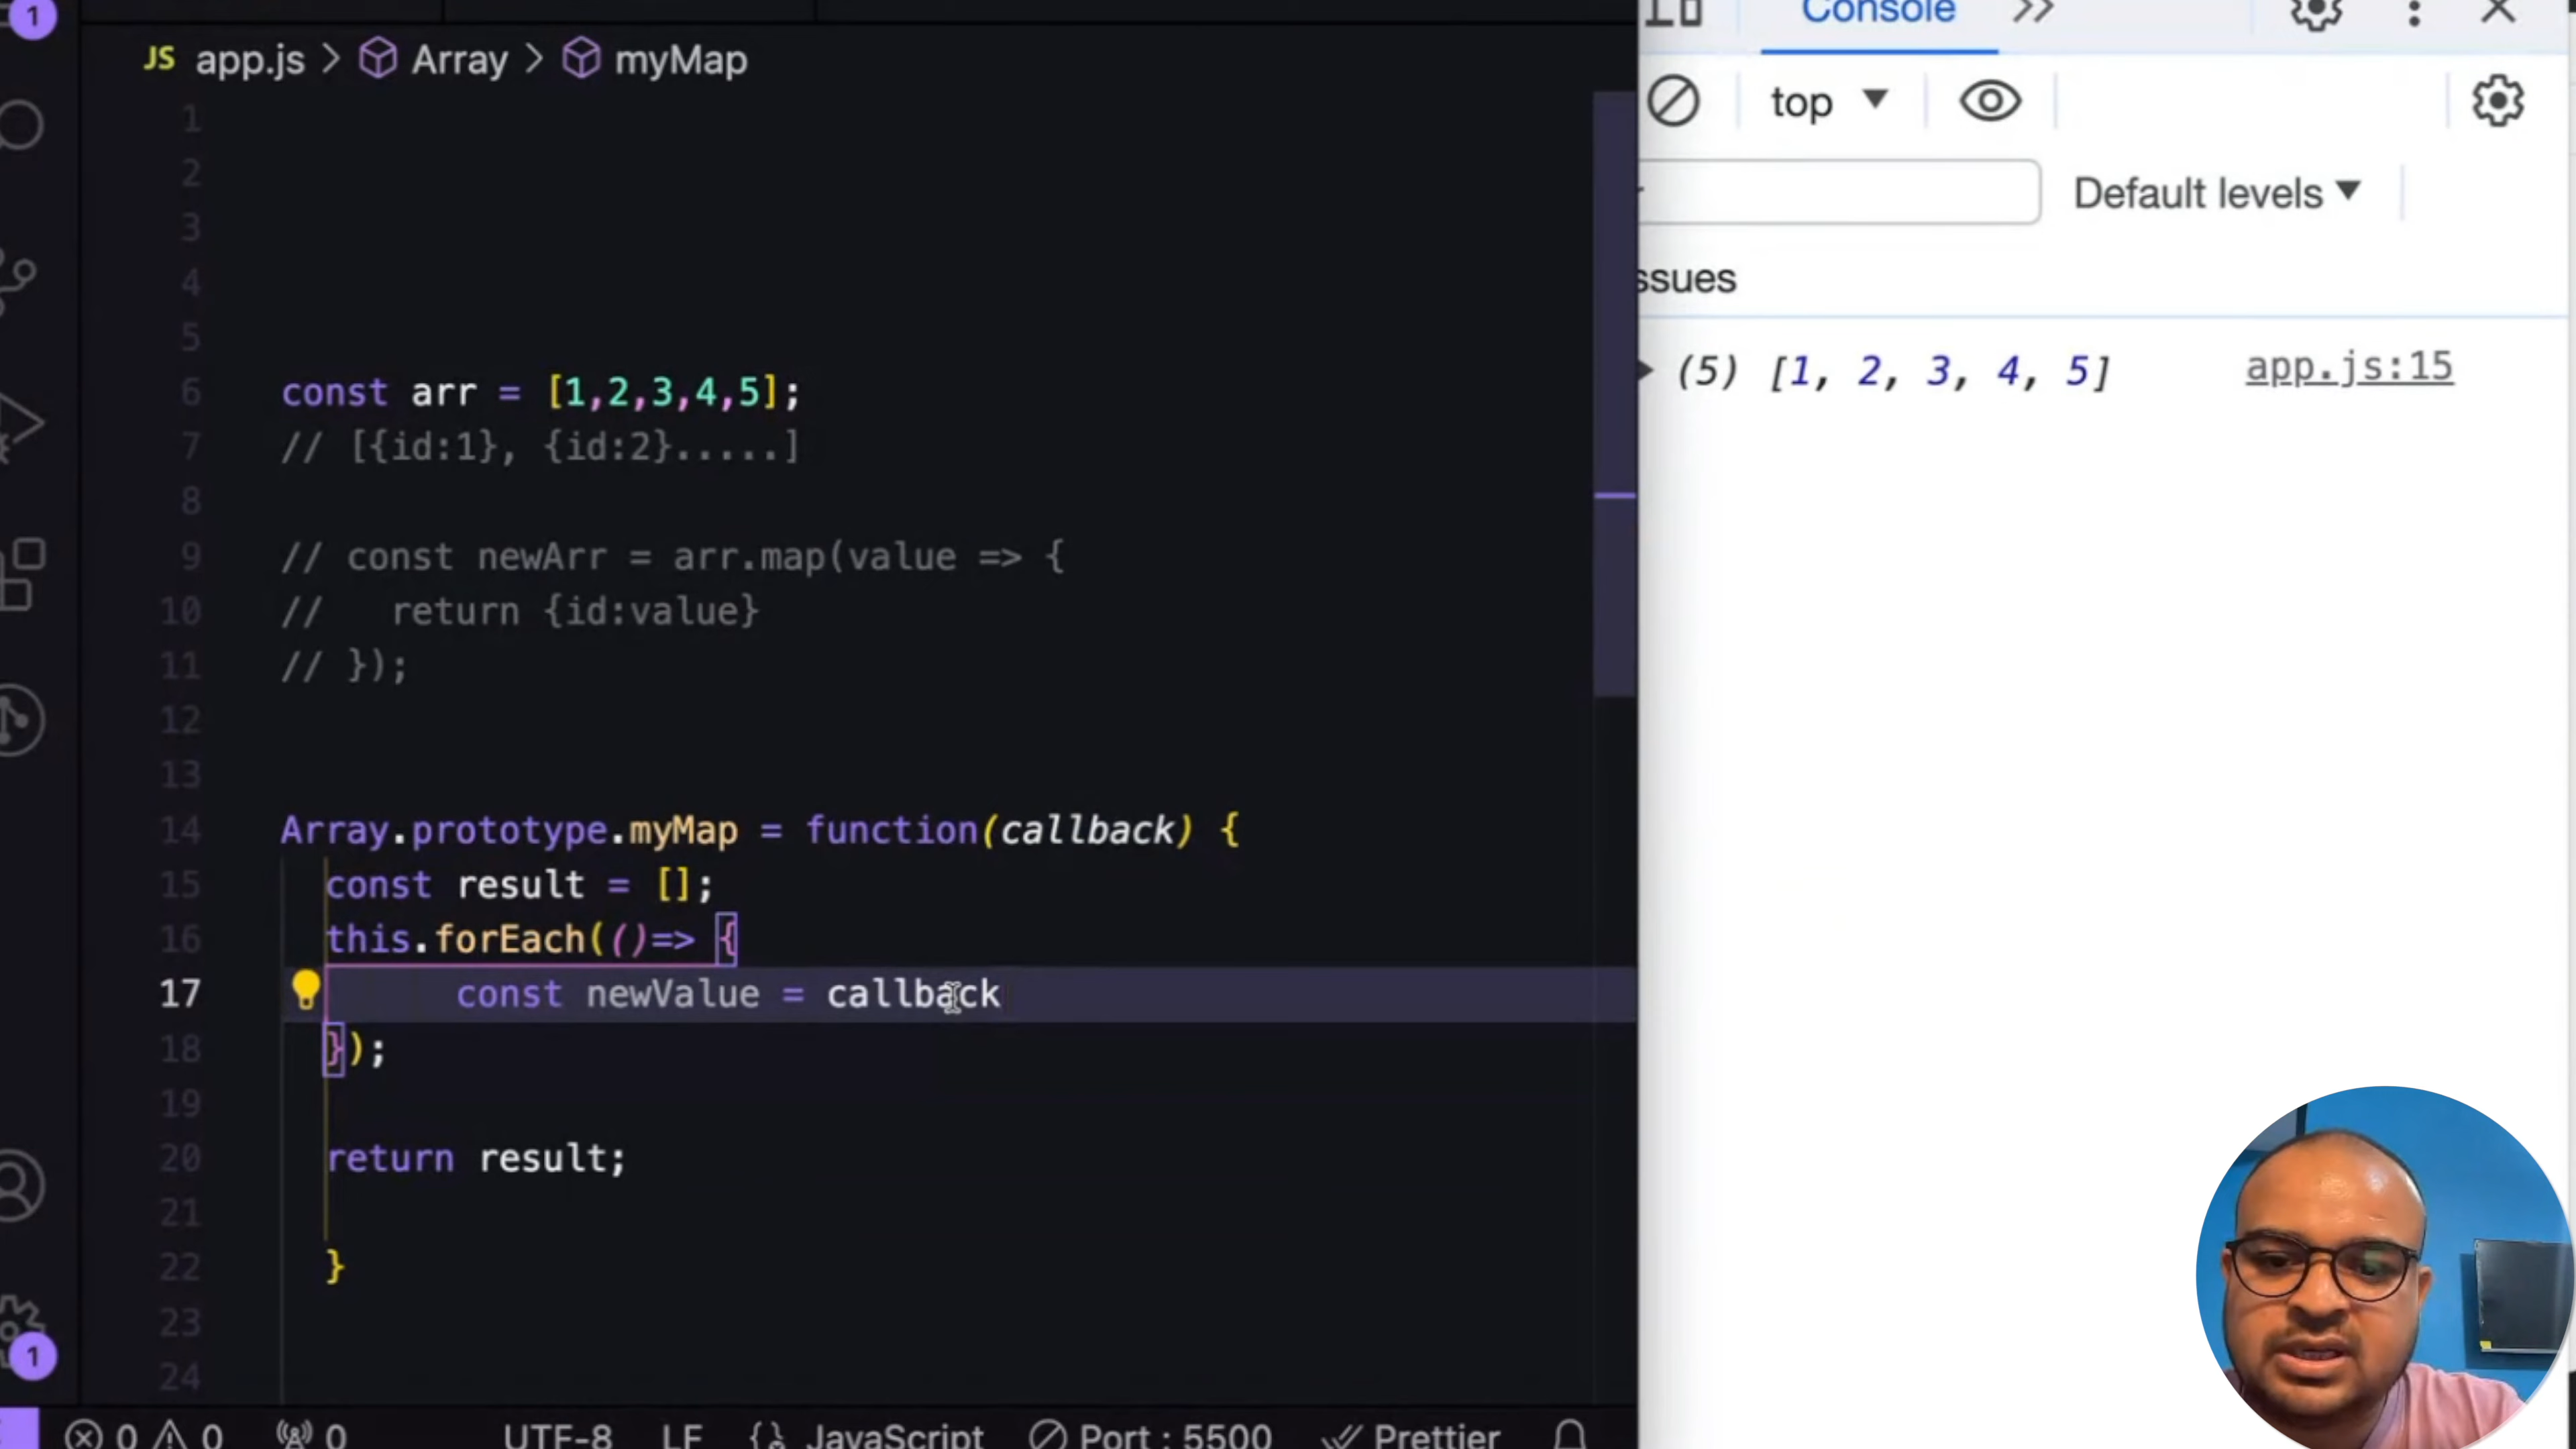 1
JS app.js > Array > myMap
1
2
3
4
5
6 const arr = [1,2,3,4,5];
7 // [{id:1}, {id:2}.....]
8
9 // const newArr = arr.map(value => {
10 //   return {id:value}
11 // });
12
13
14 Array.prototype.myMap = function(callback) {
15 const result = [];
16 this.forEach(()=> {
17 const newValue = callback
18 });
19
20 return result;
21
22 }
23
24
1
0 0 0 UTF-8 LF {} JavaScript Port : 5500 Prettier
Console >>
top
Default levels
ssues
(5) [1, 2, 3, 4, 5] app.js:15